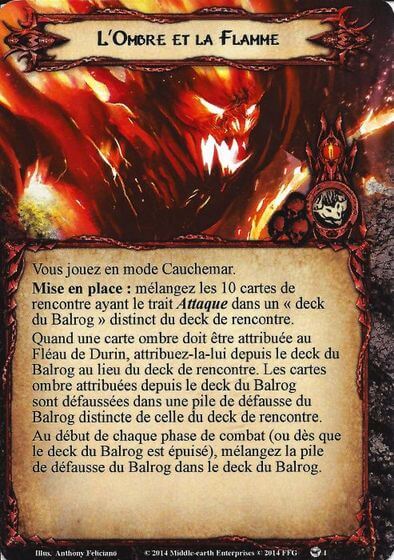 L'Ombre et la Flamme
Vous jouez en mode Cauchemar.
Mise en place : mélangez les 10 cartes de
rencontre ayant le trait Attaque dans un « deck
du Balrog » distinct du deck de rencontre.
Quand une carte ombre doit être attribuée au
Fléau de Durin, attribuez-la-lui depuis le deck du
Balrog au lieu du deck de rencontre. Les cartes
ombre attribuées depuis le deck du Balrog
sont défaussées dans une pile de défausse du
Balrog distincte de celle du deck de rencontre.
Au début de chaque phase de combat (ou dès que
le deck du Balrog est épuisé), mélangez la
pile de défausse du Balrog dans le deck du Balrog.
Illus. Anthony Feliciano © 2014 Middle-earth Enterprises © 2014 FFG 1